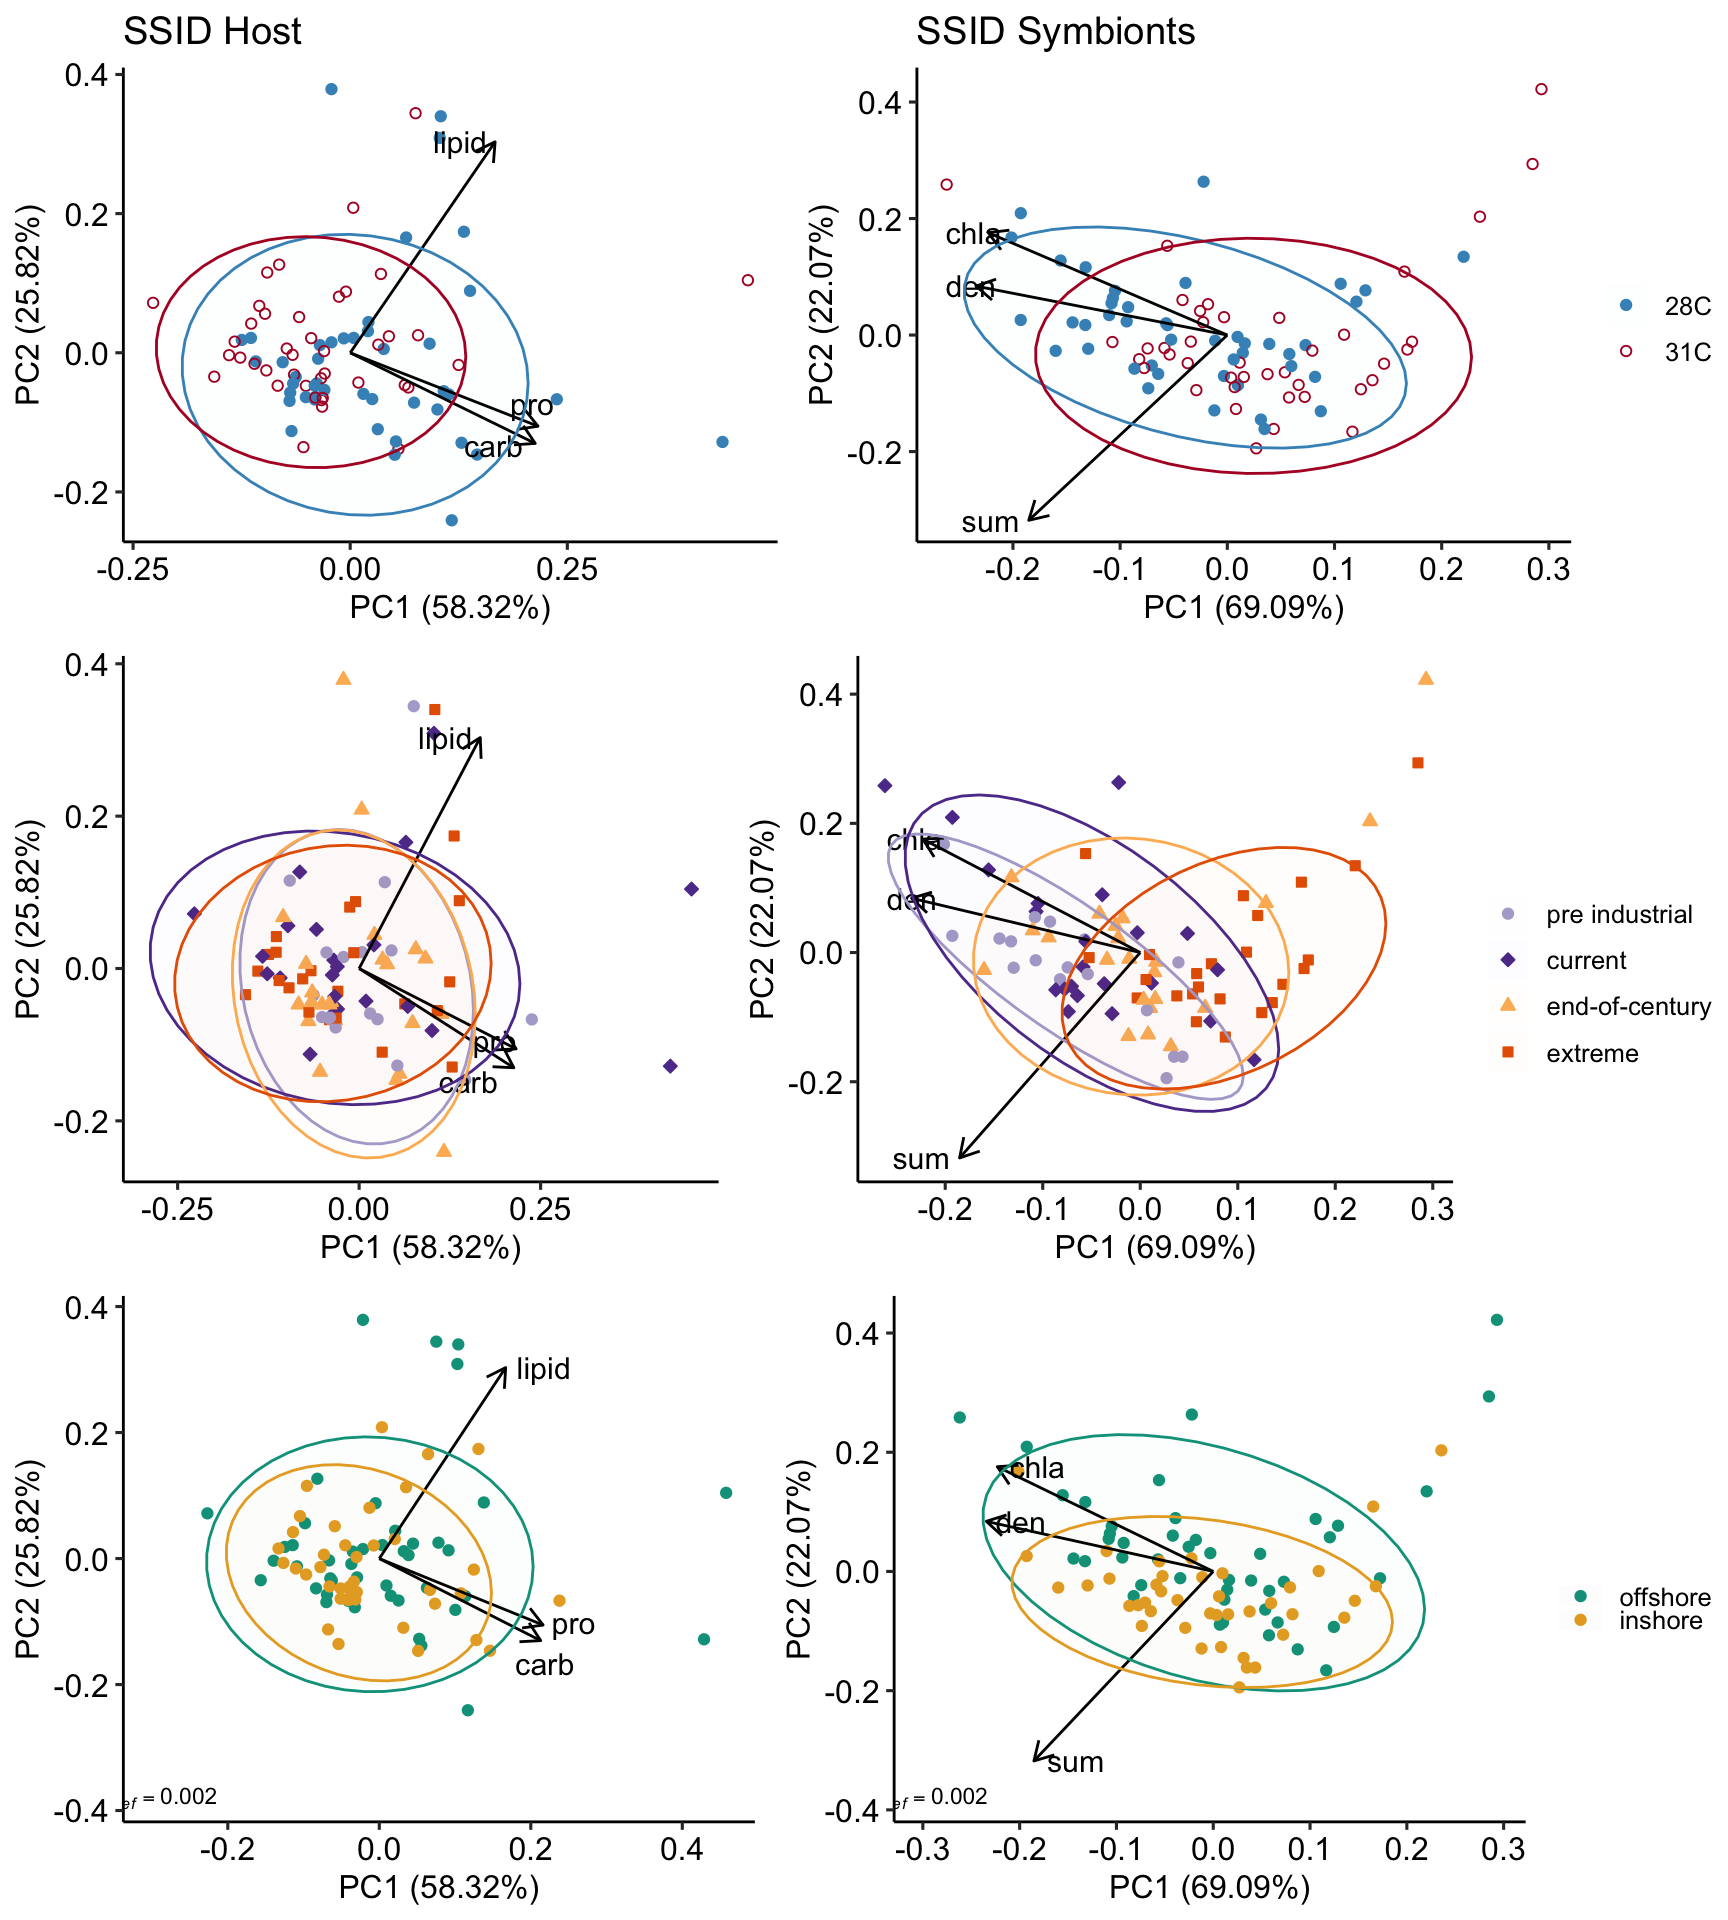 SSID Host
SSID Symbionts
0.4
0.2
0.0
-0.2
PC2 (25.82%)
lipid
pro
carb
-0.25
0.00
0.25
PC1 (58.32%)
0.4
0.2
0.0
-0.2
PC2 (22.07%)
chla
den
sum
-0.2
-0.1
0.0
0.1
0.2
0.3
PC1 (69.09%)
28C
31C
0.4
0.2
0.0
-0.2
PC2 (25.82%)
lipid
pro
carb
-0.25
0.00
0.25
PC1 (58.32%)
0.4
0.2
0.0
-0.2
PC2 (22.07%)
chla
den
sum
-0.2
-0.1
0.0
0.1
0.2
0.3
PC1 (69.09%)
pre industrial
current
end-of-century
extreme
0.4
0.2
0.0
-0.2
-0.4
PC2 (25.82%)
lipid
pro
carb
ef = 0.002
-0.2
0.0
0.2
0.4
PC1 (58.32%)
0.4
0.2
0.0
-0.2
-0.4
PC2 (22.07%)
chla
den
sum
ef = 0.002
-0.3
-0.2
-0.1
0.0
0.1
0.2
0.3
PC1 (69.09%)
offshore
inshore